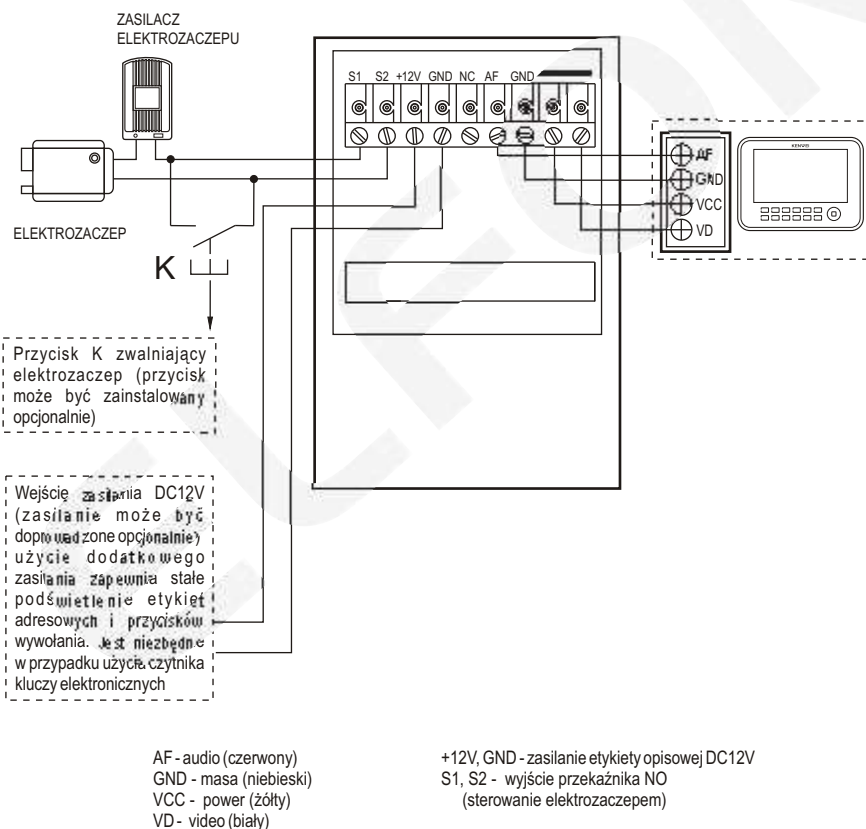 ZASILACZ
ELEKTROZACZEPU
S1 S2 +12V GND NC AF GND
KENWEI
AF
GND
VCC
VD
ELEKTROZACZEP
K
Przycisk K zwalniający
elektrozaczep (przycisk
może być zainstalowany
opcjonalnie)
Wejścię zasilania DC12V
(zasilanie może być
doprowadzone opcjonalnie)
użycie dodatkowego
zasilania zapewnia stałe
podświetlenie etykięt
adresowych i przycisków
wywołania. Jest niezbędne
w przypadku użycia czytnika
kluczy elektronicznych
AF - audio (czerwony)
GND - masa (niebieski)
VCC - power (żółty)
VD - video (biały)
+12V, GND - zasilanie etykiety opisowej DC12V
S1, S2 - wyjście przekaźnika NO
(sterowanie elektrozaczepem)